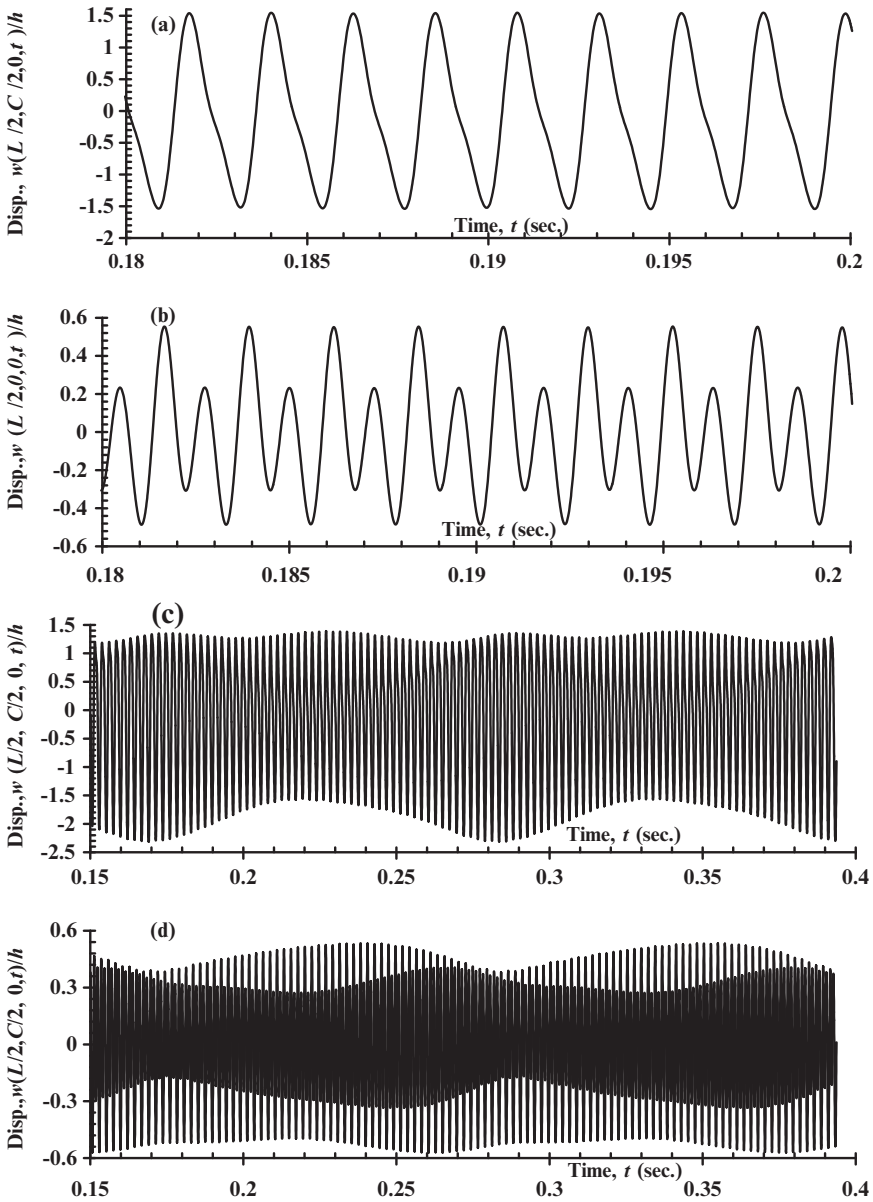 (a)
Disp., w(L /2,C /2,0,t )/h
1.5
1
0.5
0
-0.5
-1
-1.5
-2
Time, t (sec.)
0.18 0.185 0.19 0.195 0.2
(b)
Disp.,w (L /2,0,0,t )/h
0.6
0.4
0.2
0
-0.2
-0.4
-0.6
Time, t (sec.)
0.18 0.185 0.19 0.195 0.2
(c)
Disp.,w (L/2, C/2, 0, t)/h
1.5
1
0.5
0
-0.5
-1
-1.5
-2
-2.5
Time, t (sec.)
0.15 0.2 0.25 0.3 0.35 0.4
(d)
Disp.,w(L/2,C/2, 0,t)/h
0.6
0.3
0
-0.3
-0.6
Time, t (sec.)
0.15 0.2 0.25 0.3 0.35 0.4